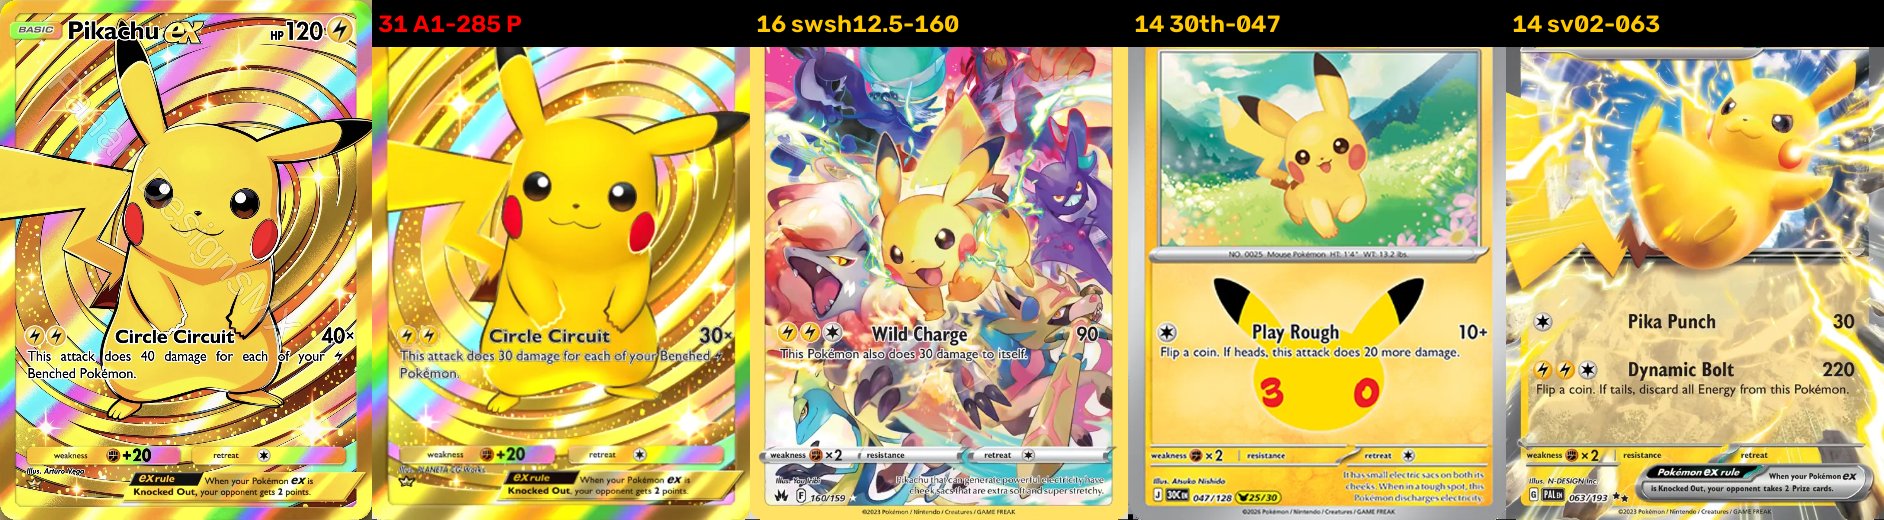 BASIC Pikachu ex HP120
PanaDesignsM
Circle Circuit 40×
This attack does 40 damage for each of your
Benched Pokémon.
weakness +20 retreat
Illus. Arturo Vega
ex rule When your Pokémon ex is
Knocked Out, your opponent gets 2 points.
31 A1-285 P
Circle Circuit 30×
This attack does 30 damage for each of your Benched
Pokémon.
weakness +20 retreat
Illus. PLANETA CG Works
ex rule When your Pokémon ex is
Knocked Out, your opponent gets 2 points.
16 swsh12.5-160
Wild Charge 90
This Pokémon also does 30 damage to itself.
weakness ×2 resistance retreat
Pikachu that can generate powerful electricity have
cheek sacs that are extra soft and super stretchy.
F 160/159
©2023 Pokémon / Nintendo / Creatures / GAME FREAK
14 30th-047
NO. 0025 Mouse Pokémon HT: 1'4" WT: 13.2 lbs.
Play Rough 10+
Flip a coin. If heads, this attack does 20 more damage.
3 0
weakness ×2 resistance retreat
Illus. Atsuko Nishida
It has small electric sacs on both its
cheeks. When in a tough spot, this
Pokémon discharges electricity.
J 30C EN 047/128 25/30
©2026 Pokémon / Nintendo / Creatures / GAME FREAK
14 sv02-063
Pika Punch 30
Dynamic Bolt 220
Flip a coin. If tails, discard all Energy from this Pokémon.
weakness ×2 resistance retreat
Illus. N-DESIGN Inc.
Pokémon ex rule When your Pokémon ex
is Knocked Out, your opponent takes 2 Prize cards.
G PAL EN 063/193
©2023 Pokémon / Nintendo / Creatures / GAME FREAK